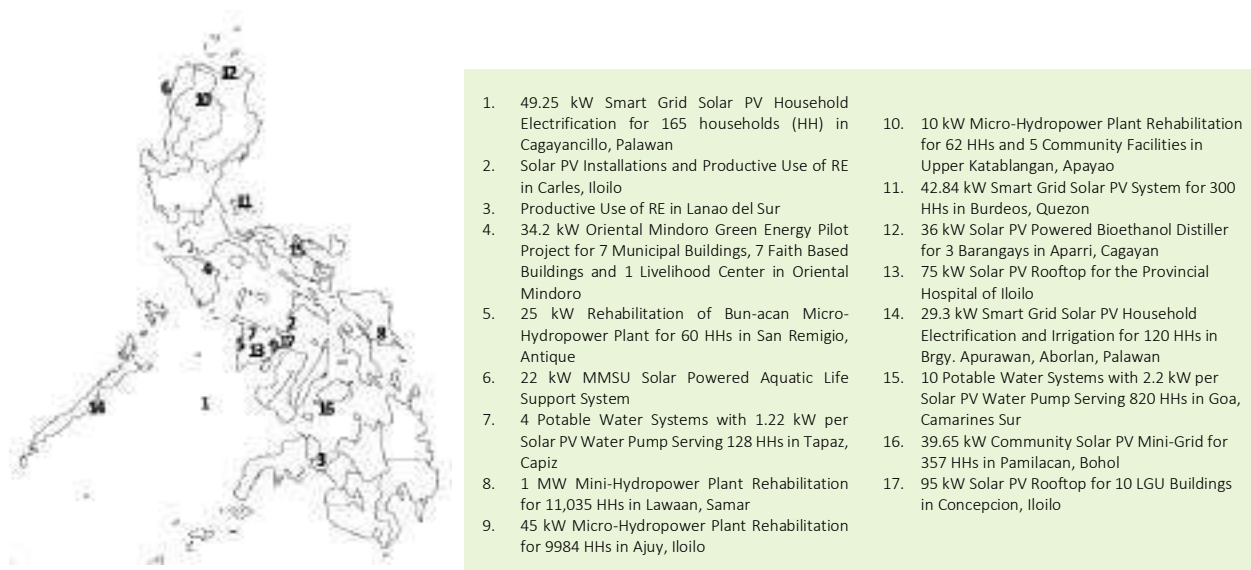 12
6
10
11
15
4
2
7
8
5
9
17
13
14
1
16
3
1. 49.25 kW Smart Grid Solar PV Household
Electrification for 165 households (HH) in
Cagayancillo, Palawan
2. Solar PV Installations and Productive Use of RE
in Carles, Iloilo
3. Productive Use of RE in Lanao del Sur
4. 34.2 kW Oriental Mindoro Green Energy Pilot
Project for 7 Municipal Buildings, 7 Faith Based
Buildings and 1 Livelihood Center in Oriental
Mindoro
5. 25 kW Rehabilitation of Bun-acan Micro-
Hydropower Plant for 60 HHs in San Remigio,
Antique
6. 22 kW MMSU Solar Powered Aquatic Life
Support System
7. 4 Potable Water Systems with 1.22 kW per
Solar PV Water Pump Serving 128 HHs in Tapaz,
Capiz
8. 1 MW Mini-Hydropower Plant Rehabilitation
for 11,035 HHs in Lawaan, Samar
9. 45 kW Micro-Hydropower Plant Rehabilitation
for 9984 HHs in Ajuy, Iloilo
10. 10 kW Micro-Hydropower Plant Rehabilitation
for 62 HHs and 5 Community Facilities in
Upper Katablangan, Apayao
11. 42.84 kW Smart Grid Solar PV System for 300
HHs in Burdeos, Quezon
12. 36 kW Solar PV Powered Bioethanol Distiller
for 3 Barangays in Aparri, Cagayan
13. 75 kW Solar PV Rooftop for the Provincial
Hospital of Iloilo
14. 29.3 kW Smart Grid Solar PV Household
Electrification and Irrigation for 120 HHs in
Brgy. Apurawan, Aborlan, Palawan
15. 10 Potable Water Systems with 2.2 kW per
Solar PV Water Pump Serving 820 HHs in Goa,
Camarines Sur
16. 39.65 kW Community Solar PV Mini-Grid for
357 HHs in Pamilacan, Bohol
17. 95 kW Solar PV Rooftop for 10 LGU Buildings
in Concepcion, Iloilo